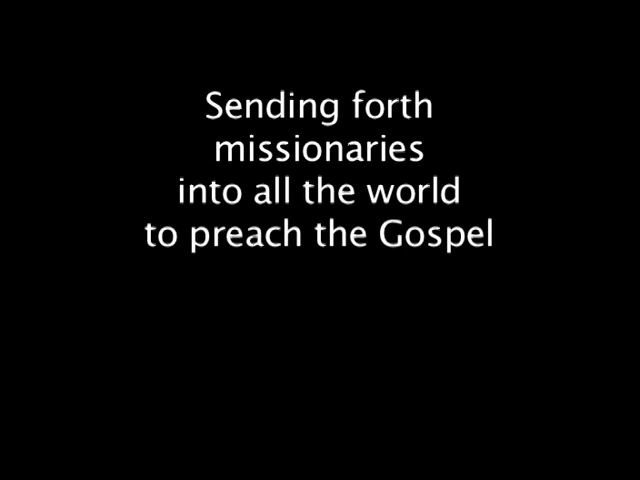 Sending forth
missionaries
into all the world
to preach the Gospel